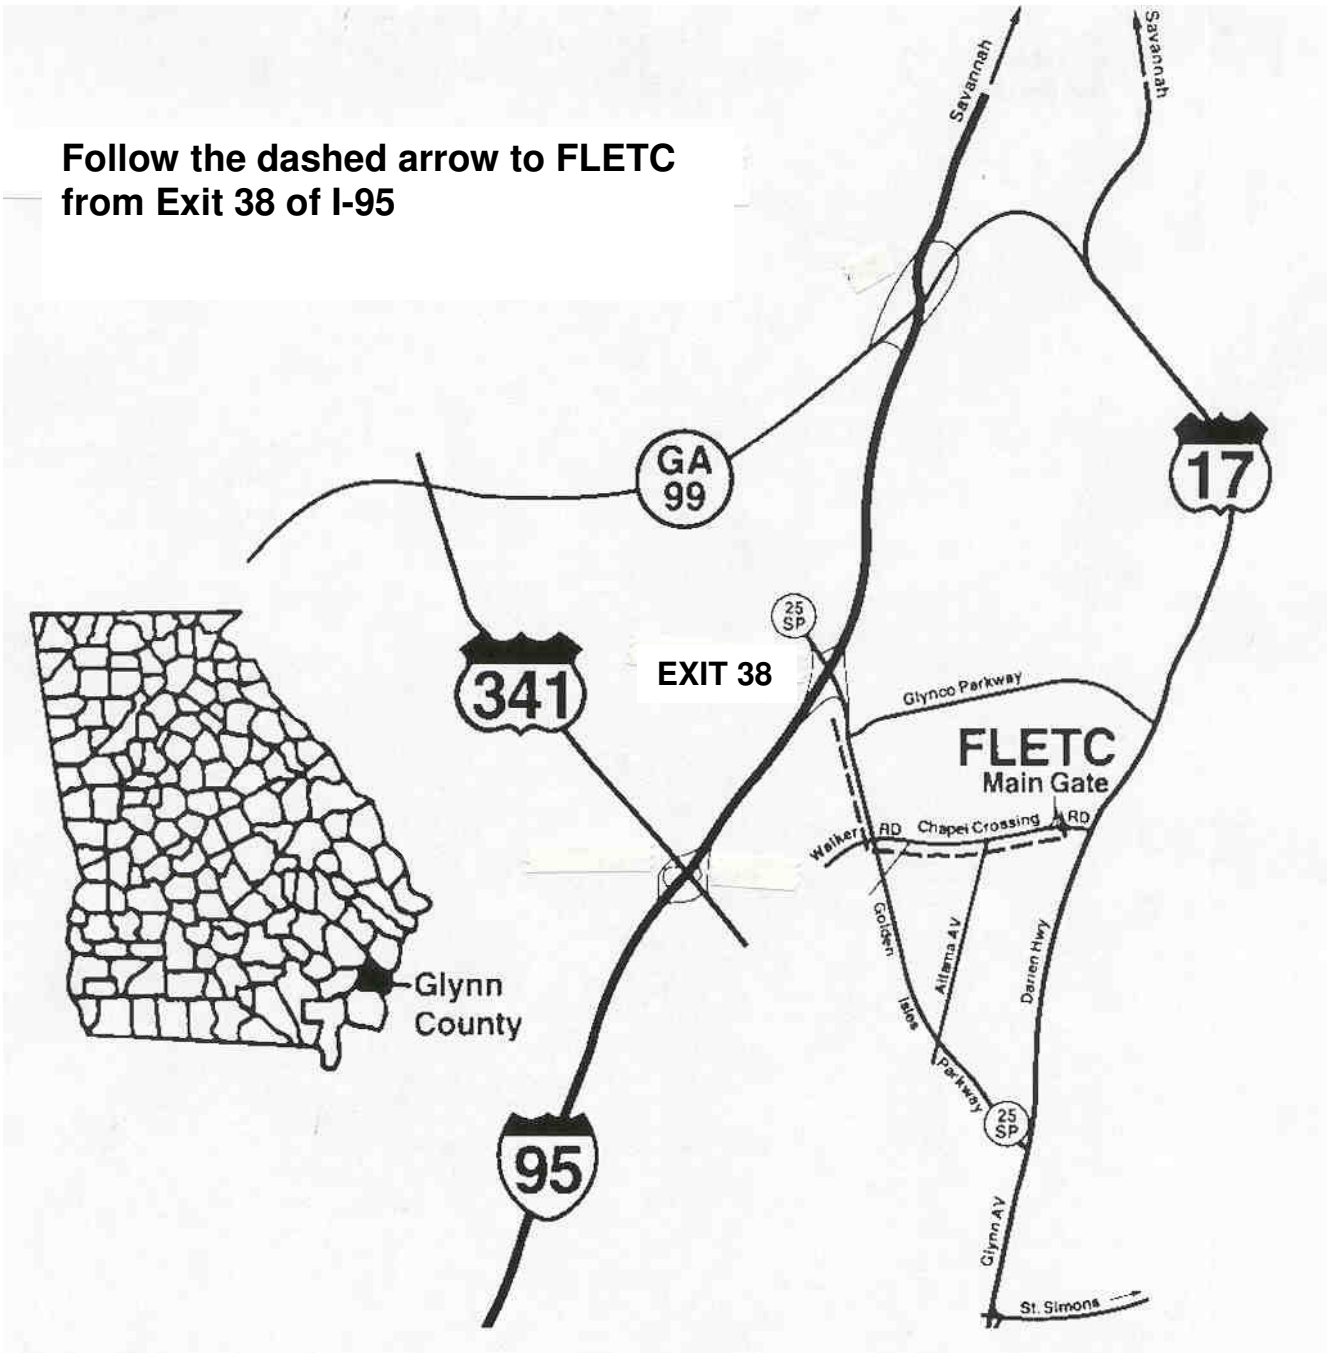 Savannah
Savannah
Follow the dashed arrow to FLETC
from Exit 38 of I-95
GA
99
17
25
SP
341
EXIT 38
Glynco Parkway
FLETC
Main Gate
Walker RD Chapel Crossing RD
Golden
Isles
Parkway
Altama AV
Darien Hwy
Glynn
County
25
SP
95
Glynn AV
St. Simons